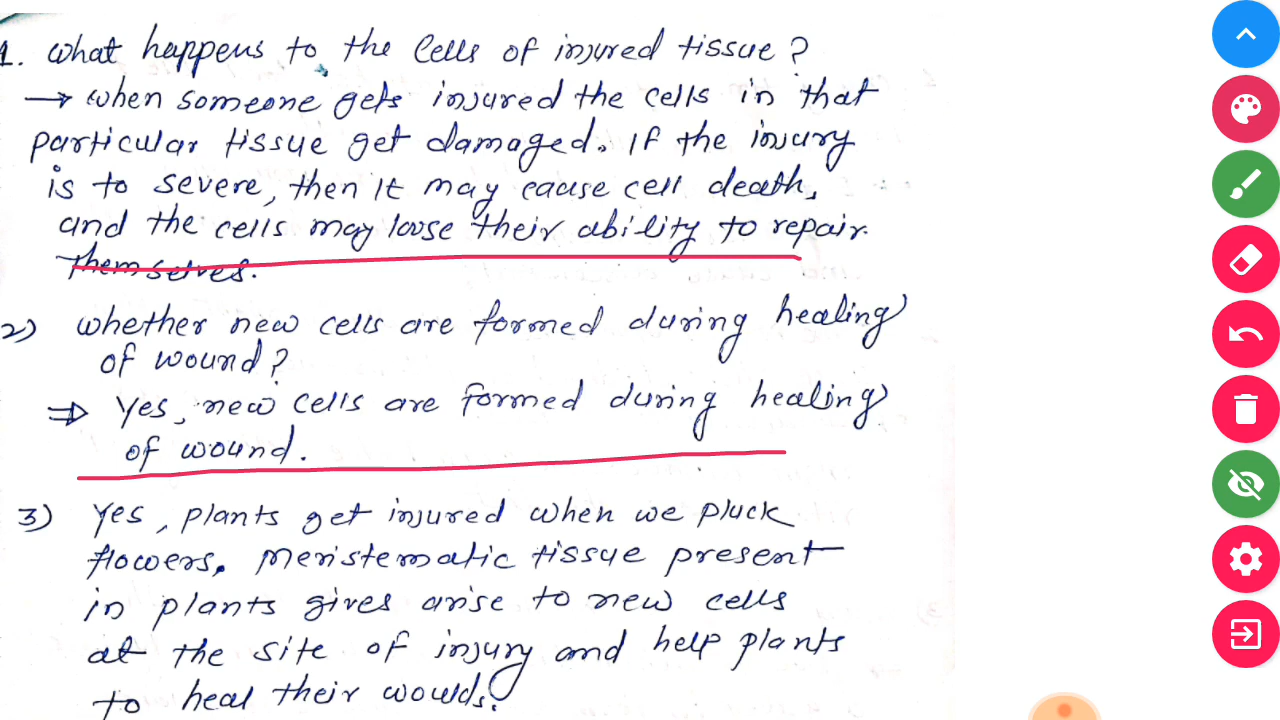 1. what happens to the cells of injured tissue?
→ when someone gets injured the cells in that
particular tissue get damaged. If the injury
is to severe, then it may cause cell death,
and the cells may loose their ability to repair
themselves.
2) whether new cells are formed during healing
of wound?
⇒ Yes, new cells are formed during healing
of wound.
3) Yes, plants get injured when we pluck
flowers. Meristematic tissue present
in plants gives arise to new cells
at the site of injury and help plants
to heal their woulds.